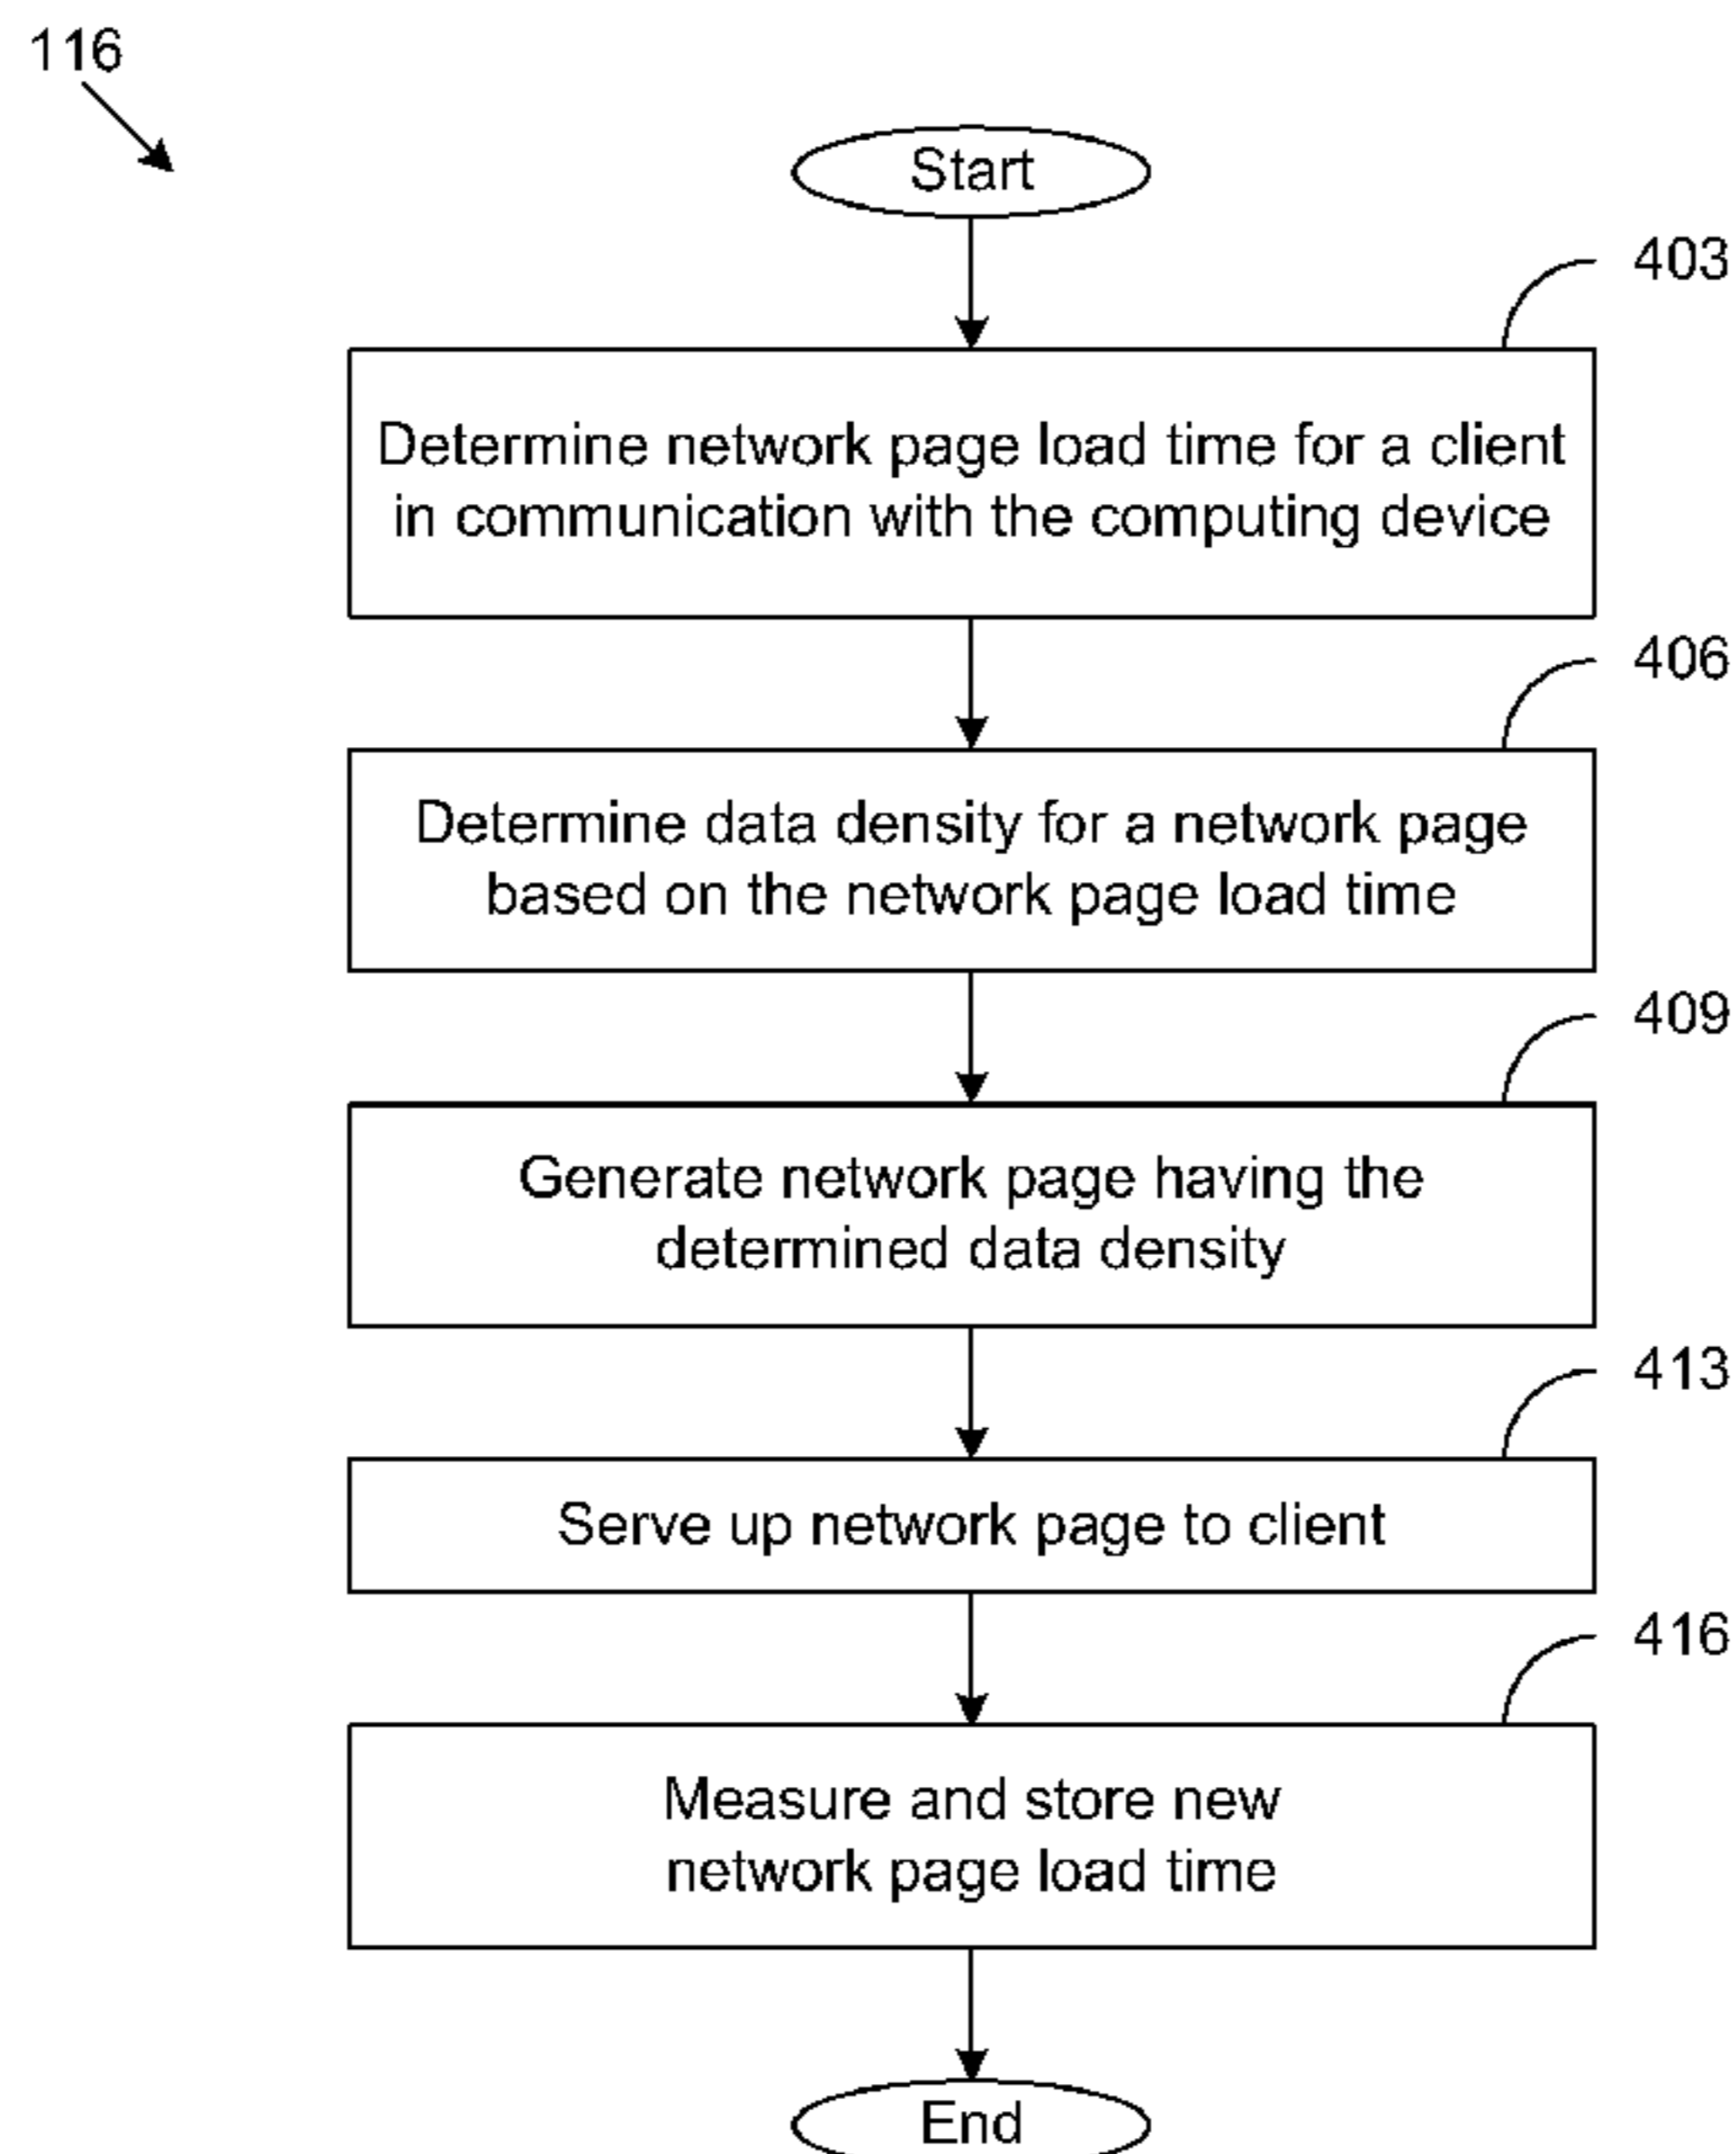 116
Start
403
Determine network page load time for a client
in communication with the computing device
406
Determine data density for a network page
based on the network page load time
409
Generate network page having the
determined data density
413
Serve up network page to client
416
Measure and store new
network page load time
End